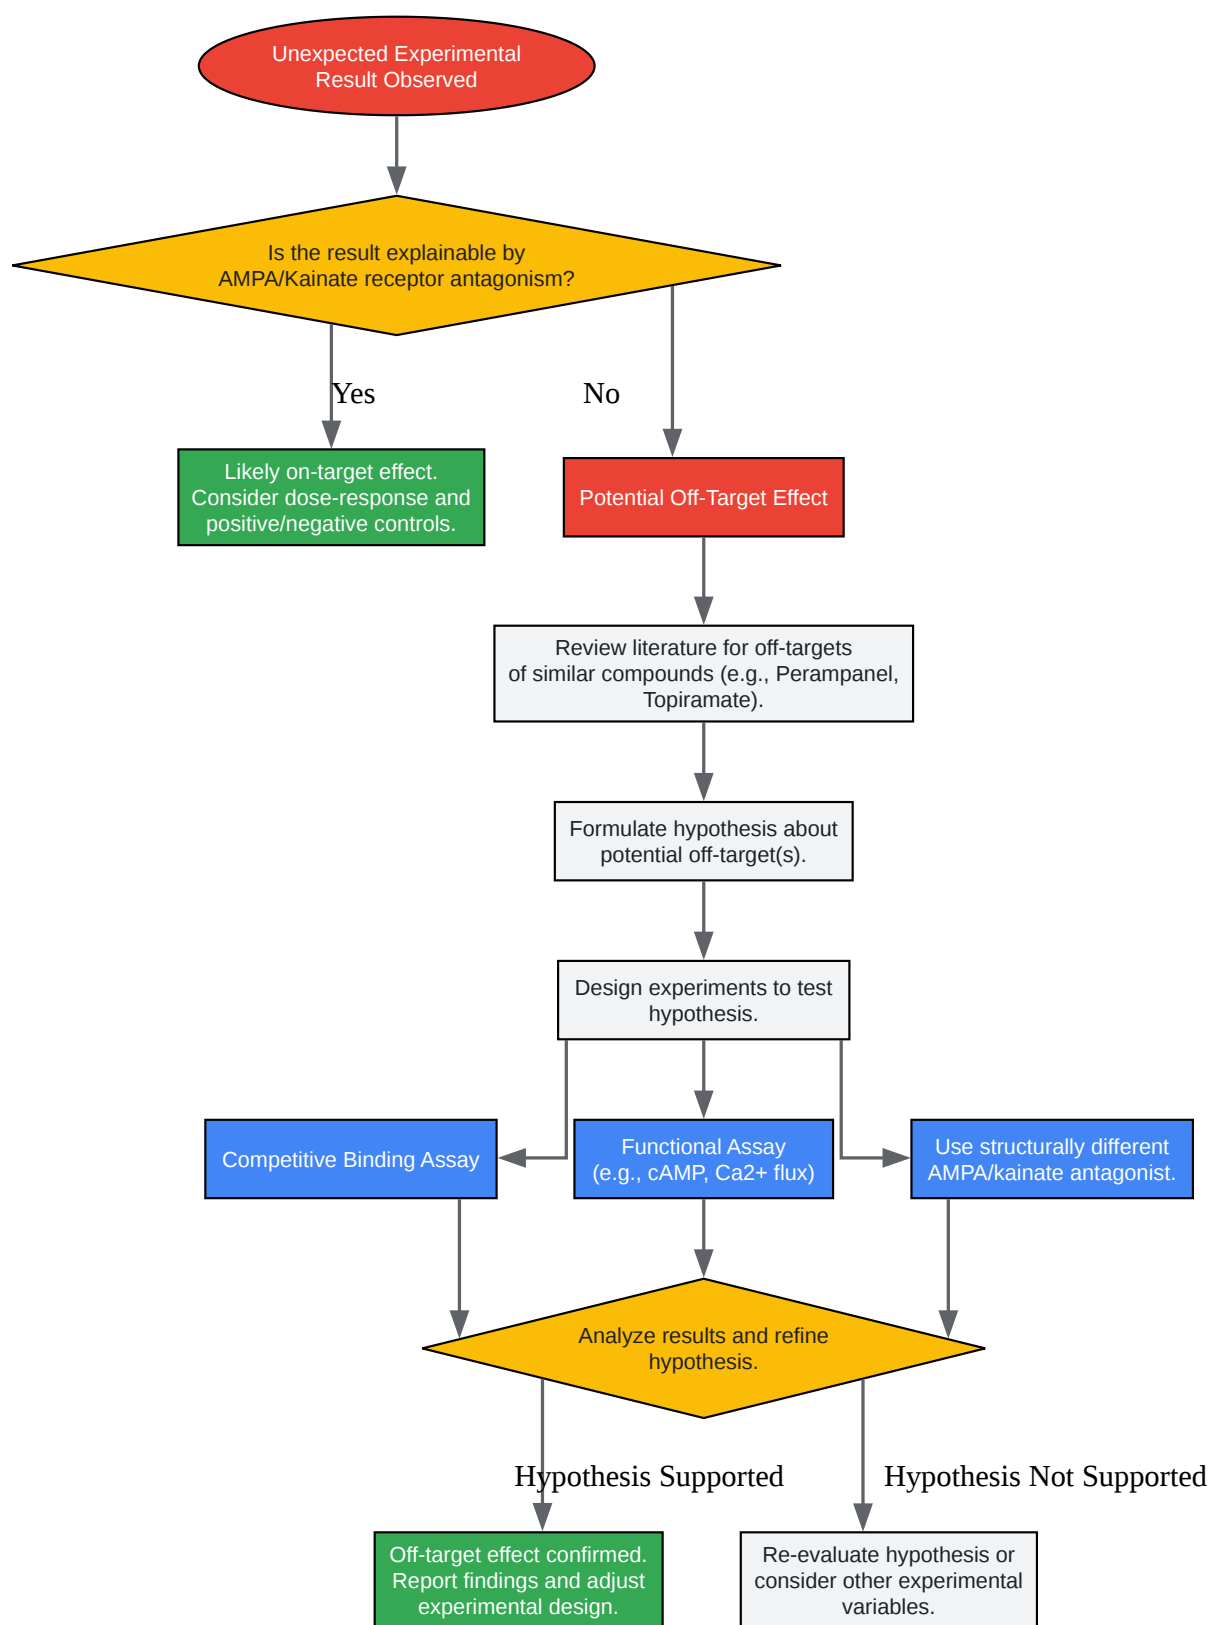 Unexpected Experimental
Result Observed
Is the result explainable by
AMPA/Kainate receptor antagonism?
Yes
No
Likely on-target effect.
Consider dose-response and
positive/negative controls.
Potential Off-Target Effect
Review literature for off-targets
of similar compounds (e.g., Perampanel,
Topiramate).
Formulate hypothesis about
potential off-target(s).
Design experiments to test
hypothesis.
Competitive Binding Assay
Functional Assay
(e.g., cAMP, Ca2+ flux)
Use structurally different
AMPA/kainate antagonist.
Analyze results and refine
hypothesis.
Hypothesis Supported
Hypothesis Not Supported
Off-target effect confirmed.
Report findings and adjust
experimental design.
Re-evaluate hypothesis or
consider other experimental
variables.